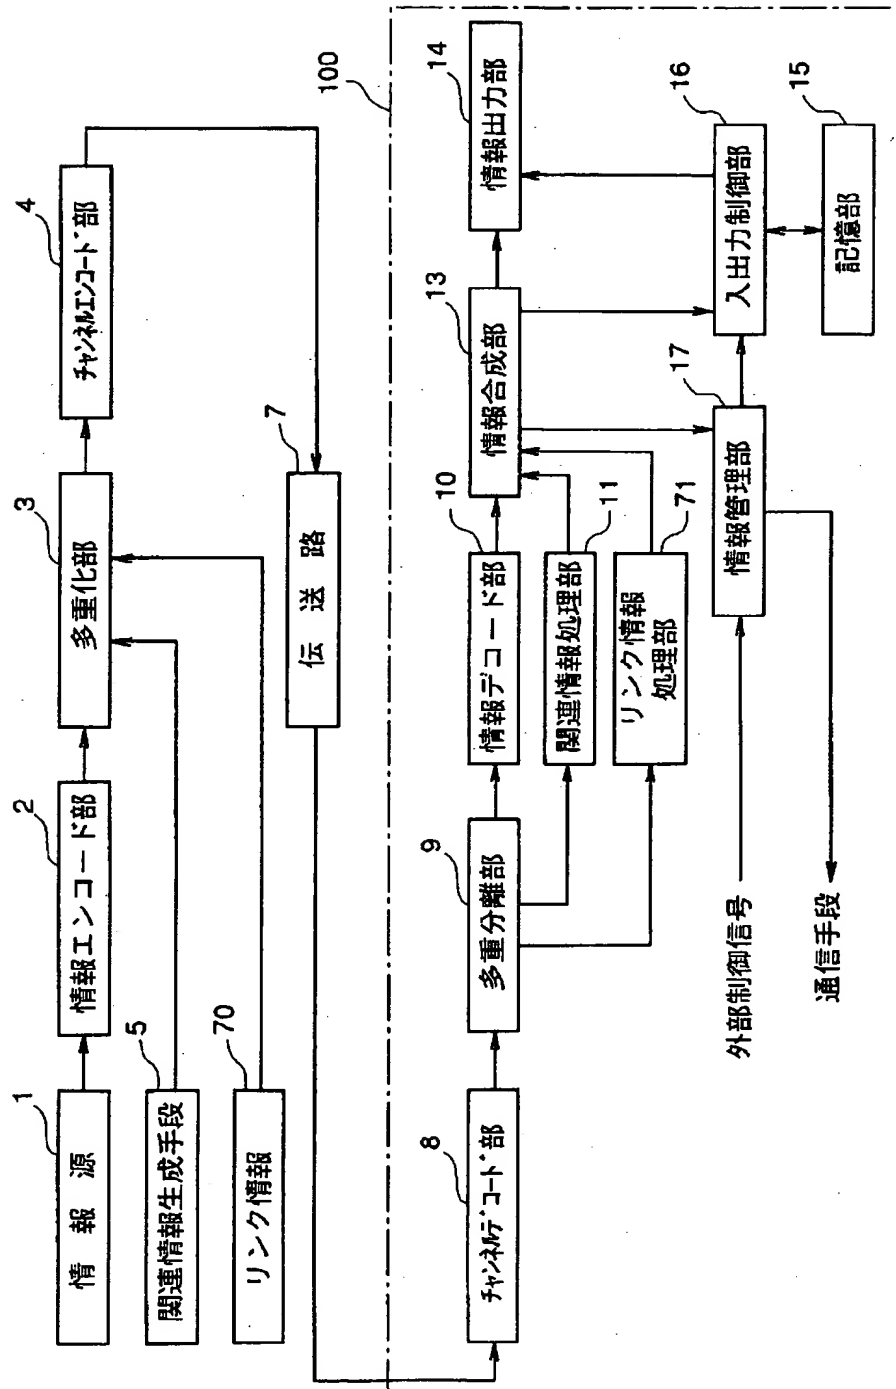 1
情報源
2
情報エンコード部
3
多重化部
4
チャンネルエンコード部
5
関連情報生成手段
70
リンク情報
7
伝送路
100
8
チャンネルデコード部
9
多重分離部
10
情報デコード部
11
関連情報処理部
71
リンク情報
処理部
13
情報合成部
14
情報出力部
17
情報管理部
16
入出力制御部
15
記憶部
外部制御信号
通信手段